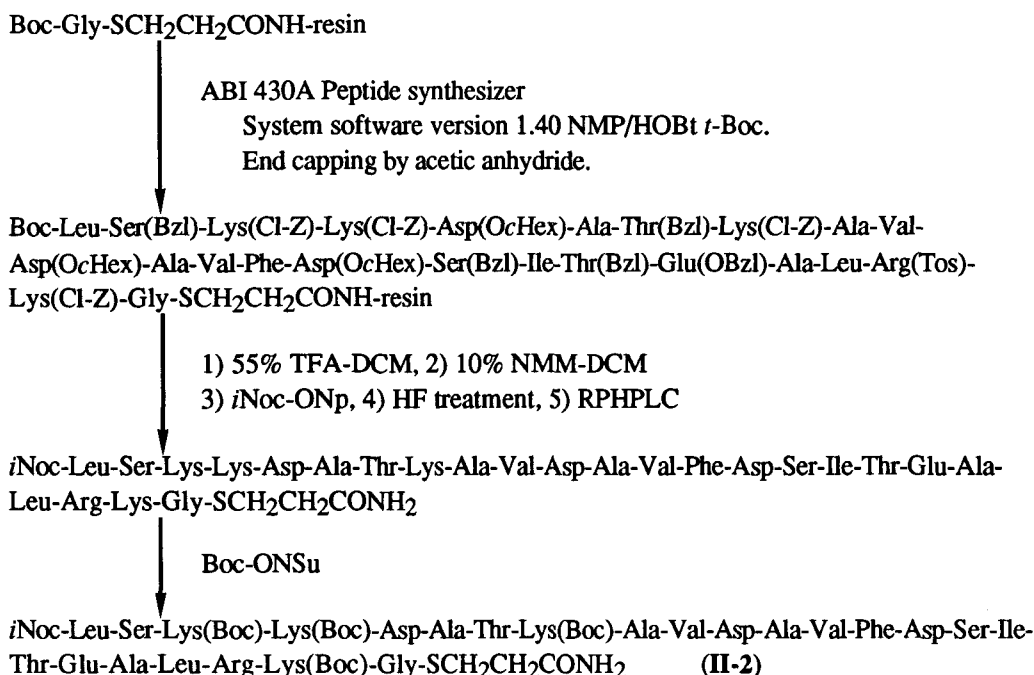 Boc-Gly-SCH2CH2CONH-resin
ABI 430A Peptide synthesizer
System software version 1.40 NMP/HOBt t-Boc.
End capping by acetic anhydride.
Boc-Leu-Ser(Bzl)-Lys(Cl-Z)-Lys(Cl-Z)-Asp(OcHex)-Ala-Thr(Bzl)-Lys(Cl-Z)-Ala-Val-
Asp(OcHex)-Ala-Val-Phe-Asp(OcHex)-Ser(Bzl)-Ile-Thr(Bzl)-Glu(OBzl)-Ala-Leu-Arg(Tos)-
Lys(Cl-Z)-Gly-SCH2CH2CONH-resin
1) 55% TFA-DCM, 2) 10% NMM-DCM
3) iNoc-ONp, 4) HF treatment, 5) RPHPLC
iNoc-Leu-Ser-Lys-Lys-Asp-Ala-Thr-Lys-Ala-Val-Asp-Ala-Val-Phe-Asp-Ser-Ile-Thr-Glu-Ala-
Leu-Arg-Lys-Gly-SCH2CH2CONH2
Boc-ONSu
iNoc-Leu-Ser-Lys(Boc)-Lys(Boc)-Asp-Ala-Thr-Lys(Boc)-Ala-Val-Asp-Ala-Val-Phe-Asp-Ser-Ile-
Thr-Glu-Ala-Leu-Arg-Lys(Boc)-Gly-SCH2CH2CONH2 (II-2)